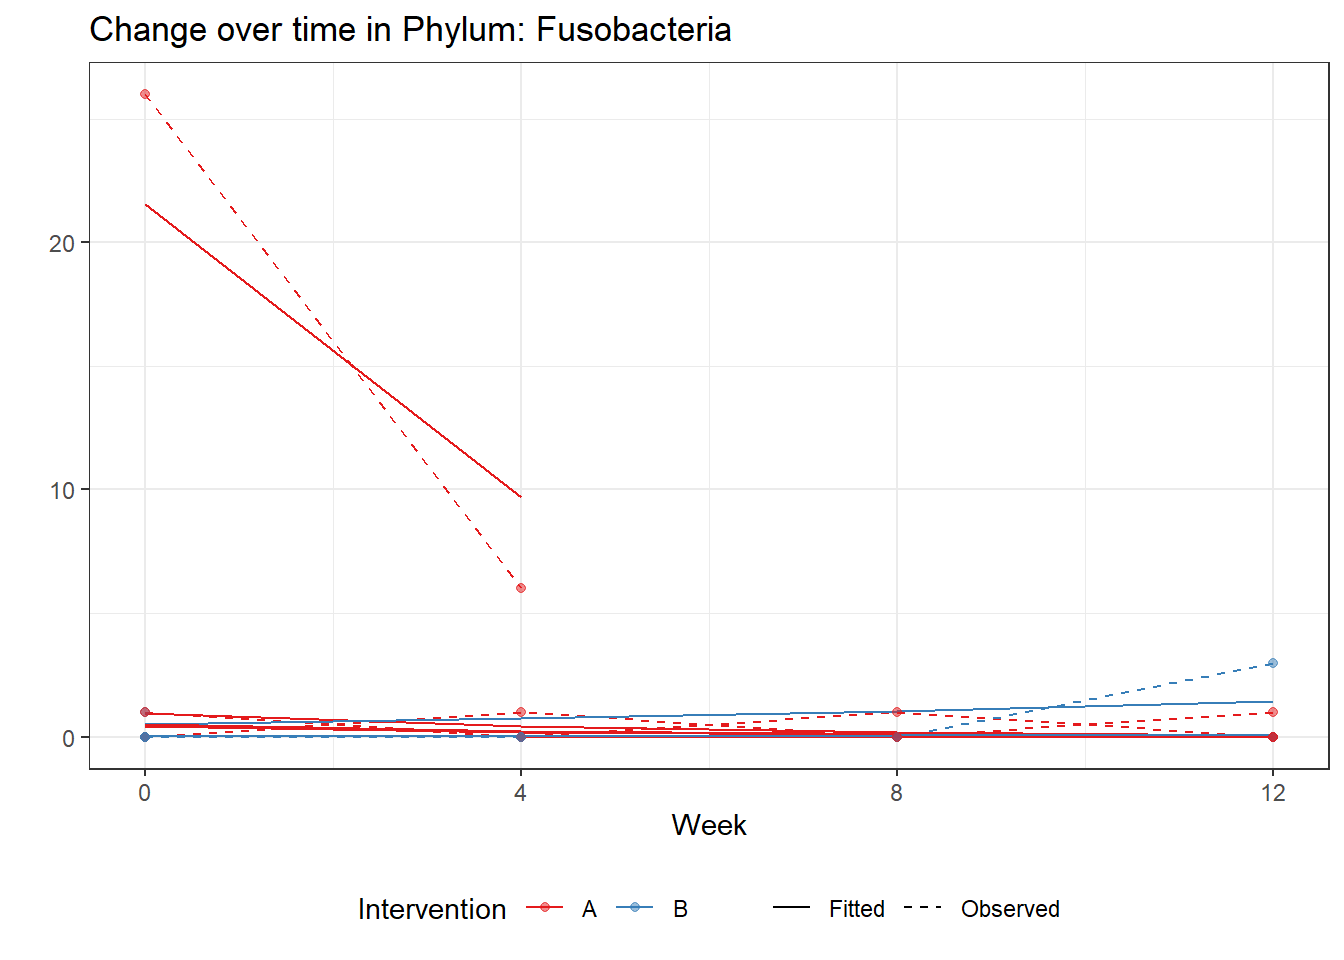 Change over time in Phylum: Fusobacteria
20
10
0
0 4 8 12
Week
Intervention A B Fitted Observed